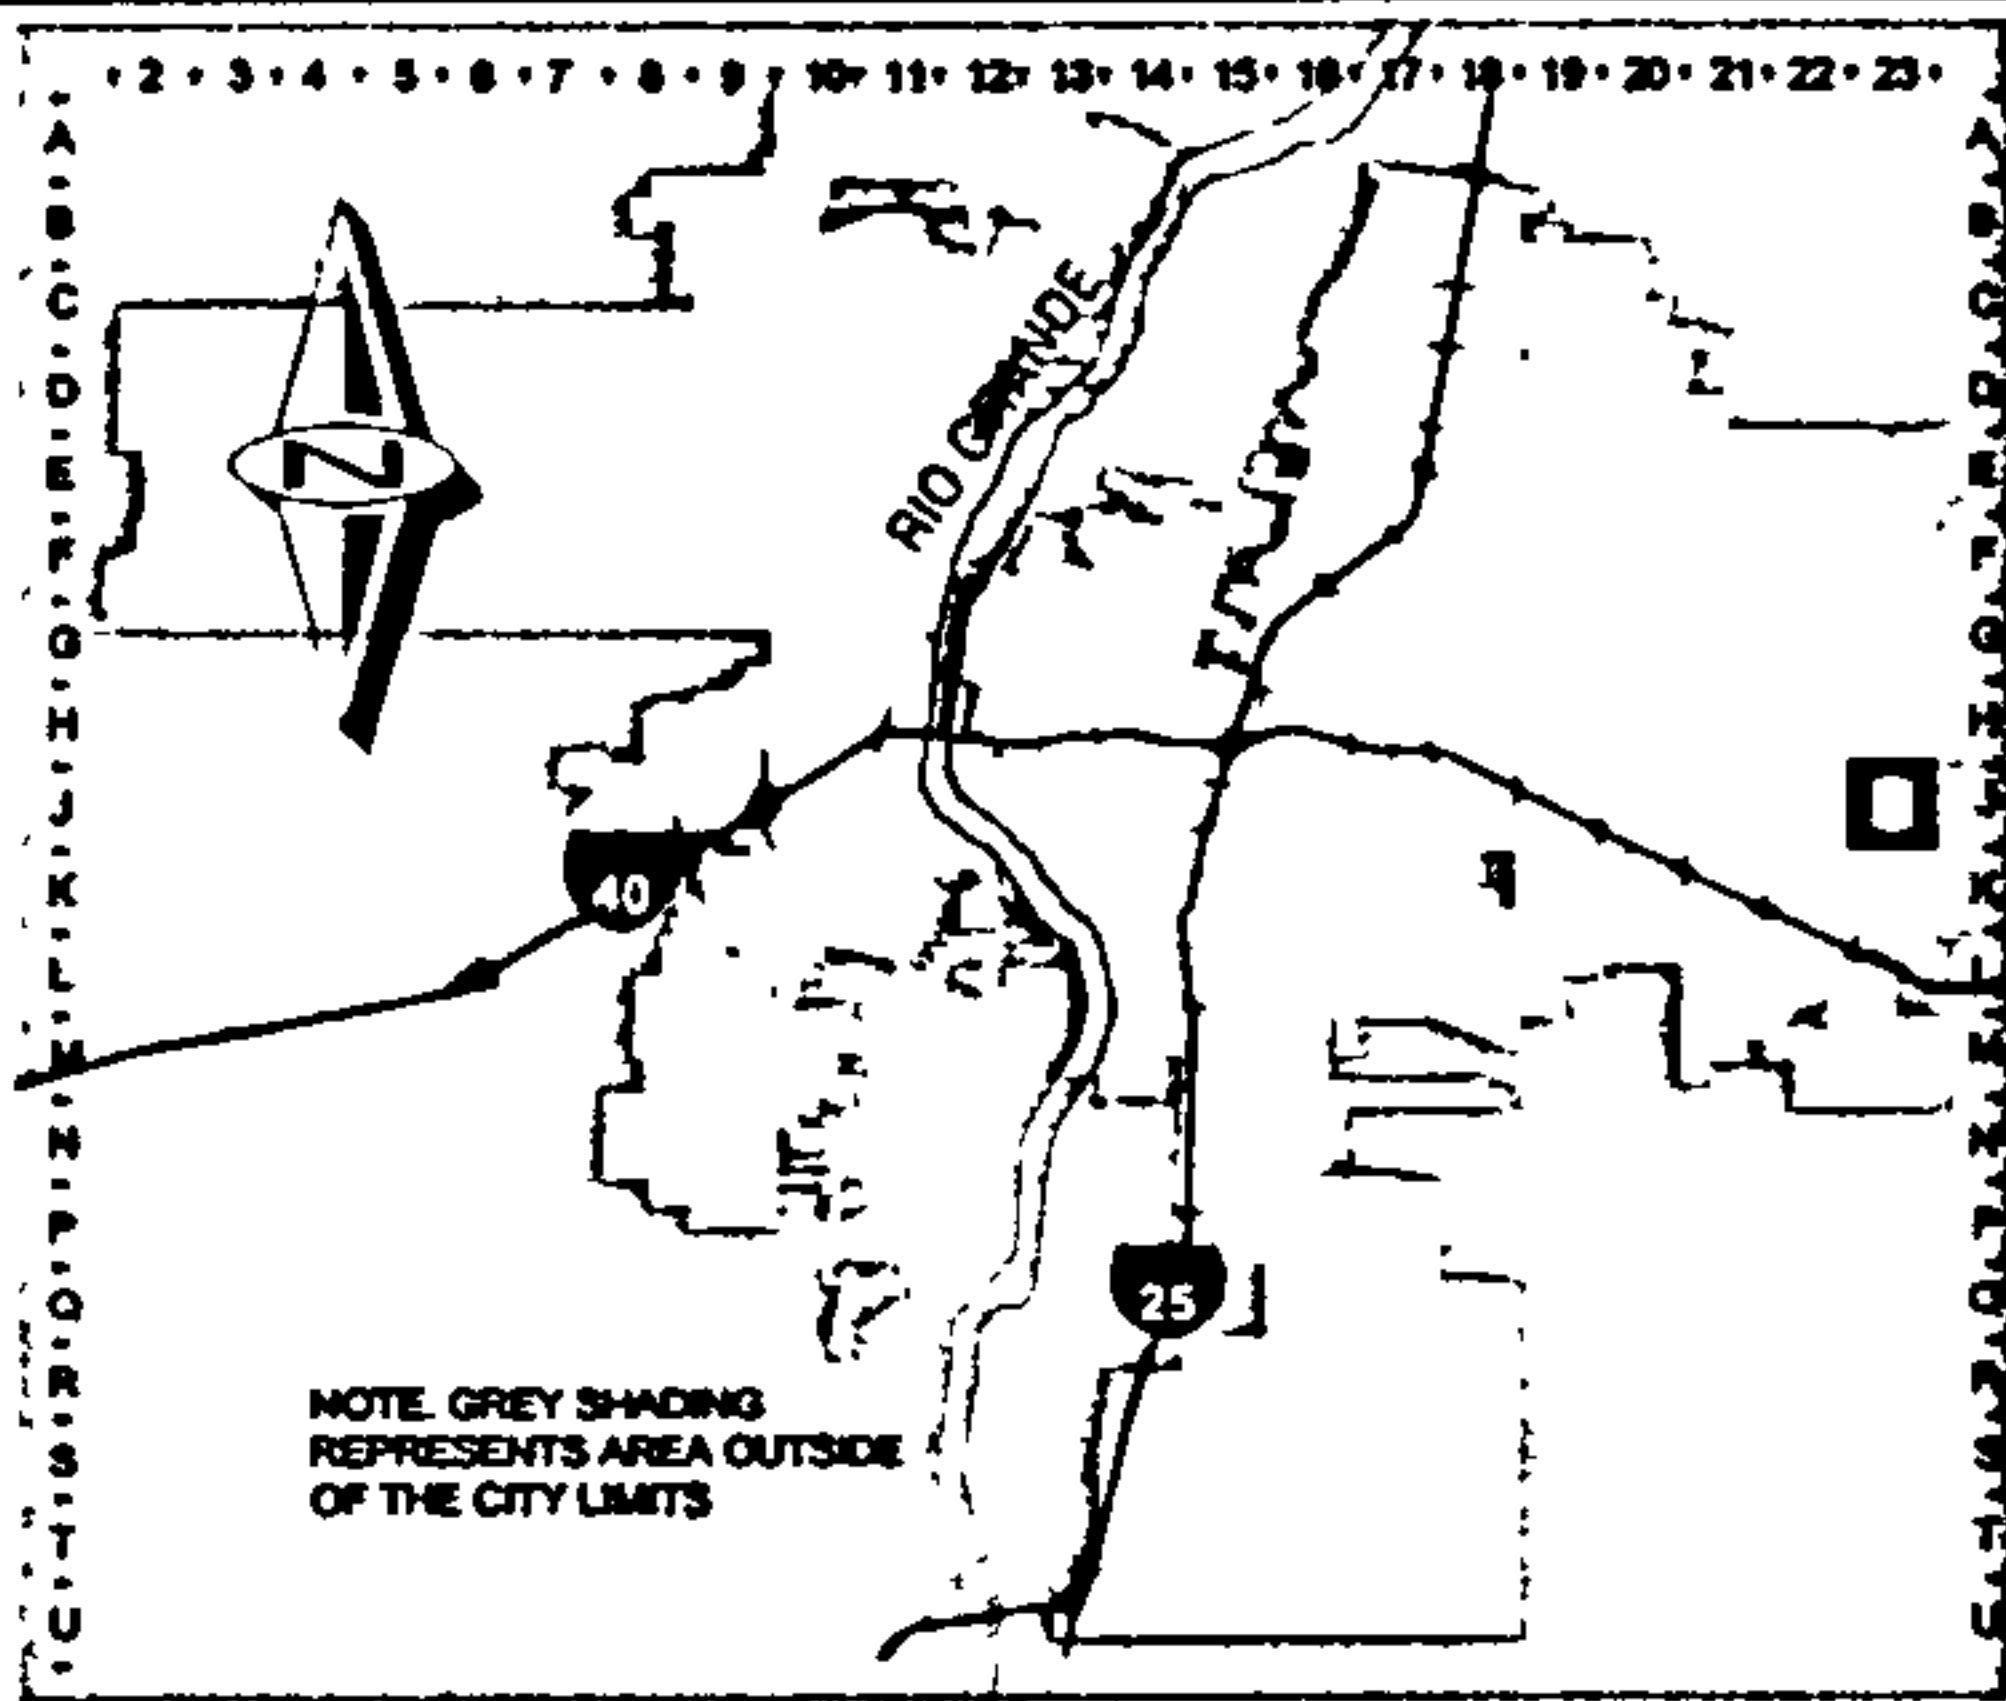 · 2 · 3 · 4 · 5 · 6 · 7 · 8 · 9 · 10 · 11 · 12 · 13 · 14 · 15 · 16 · 17 · 18 · 19 · 20 · 21 · 22 · 23 ·
A A
B B
C C
D D
E E
F F
G G
H H
J J
K K
L L
M M
N N
P P
Q Q
R R
S S
T T
U U
N
RIO GRANDE
40
25
NOTE. GREY SHADING
REPRESENTS AREA OUTSIDE
OF THE CITY LIMITS